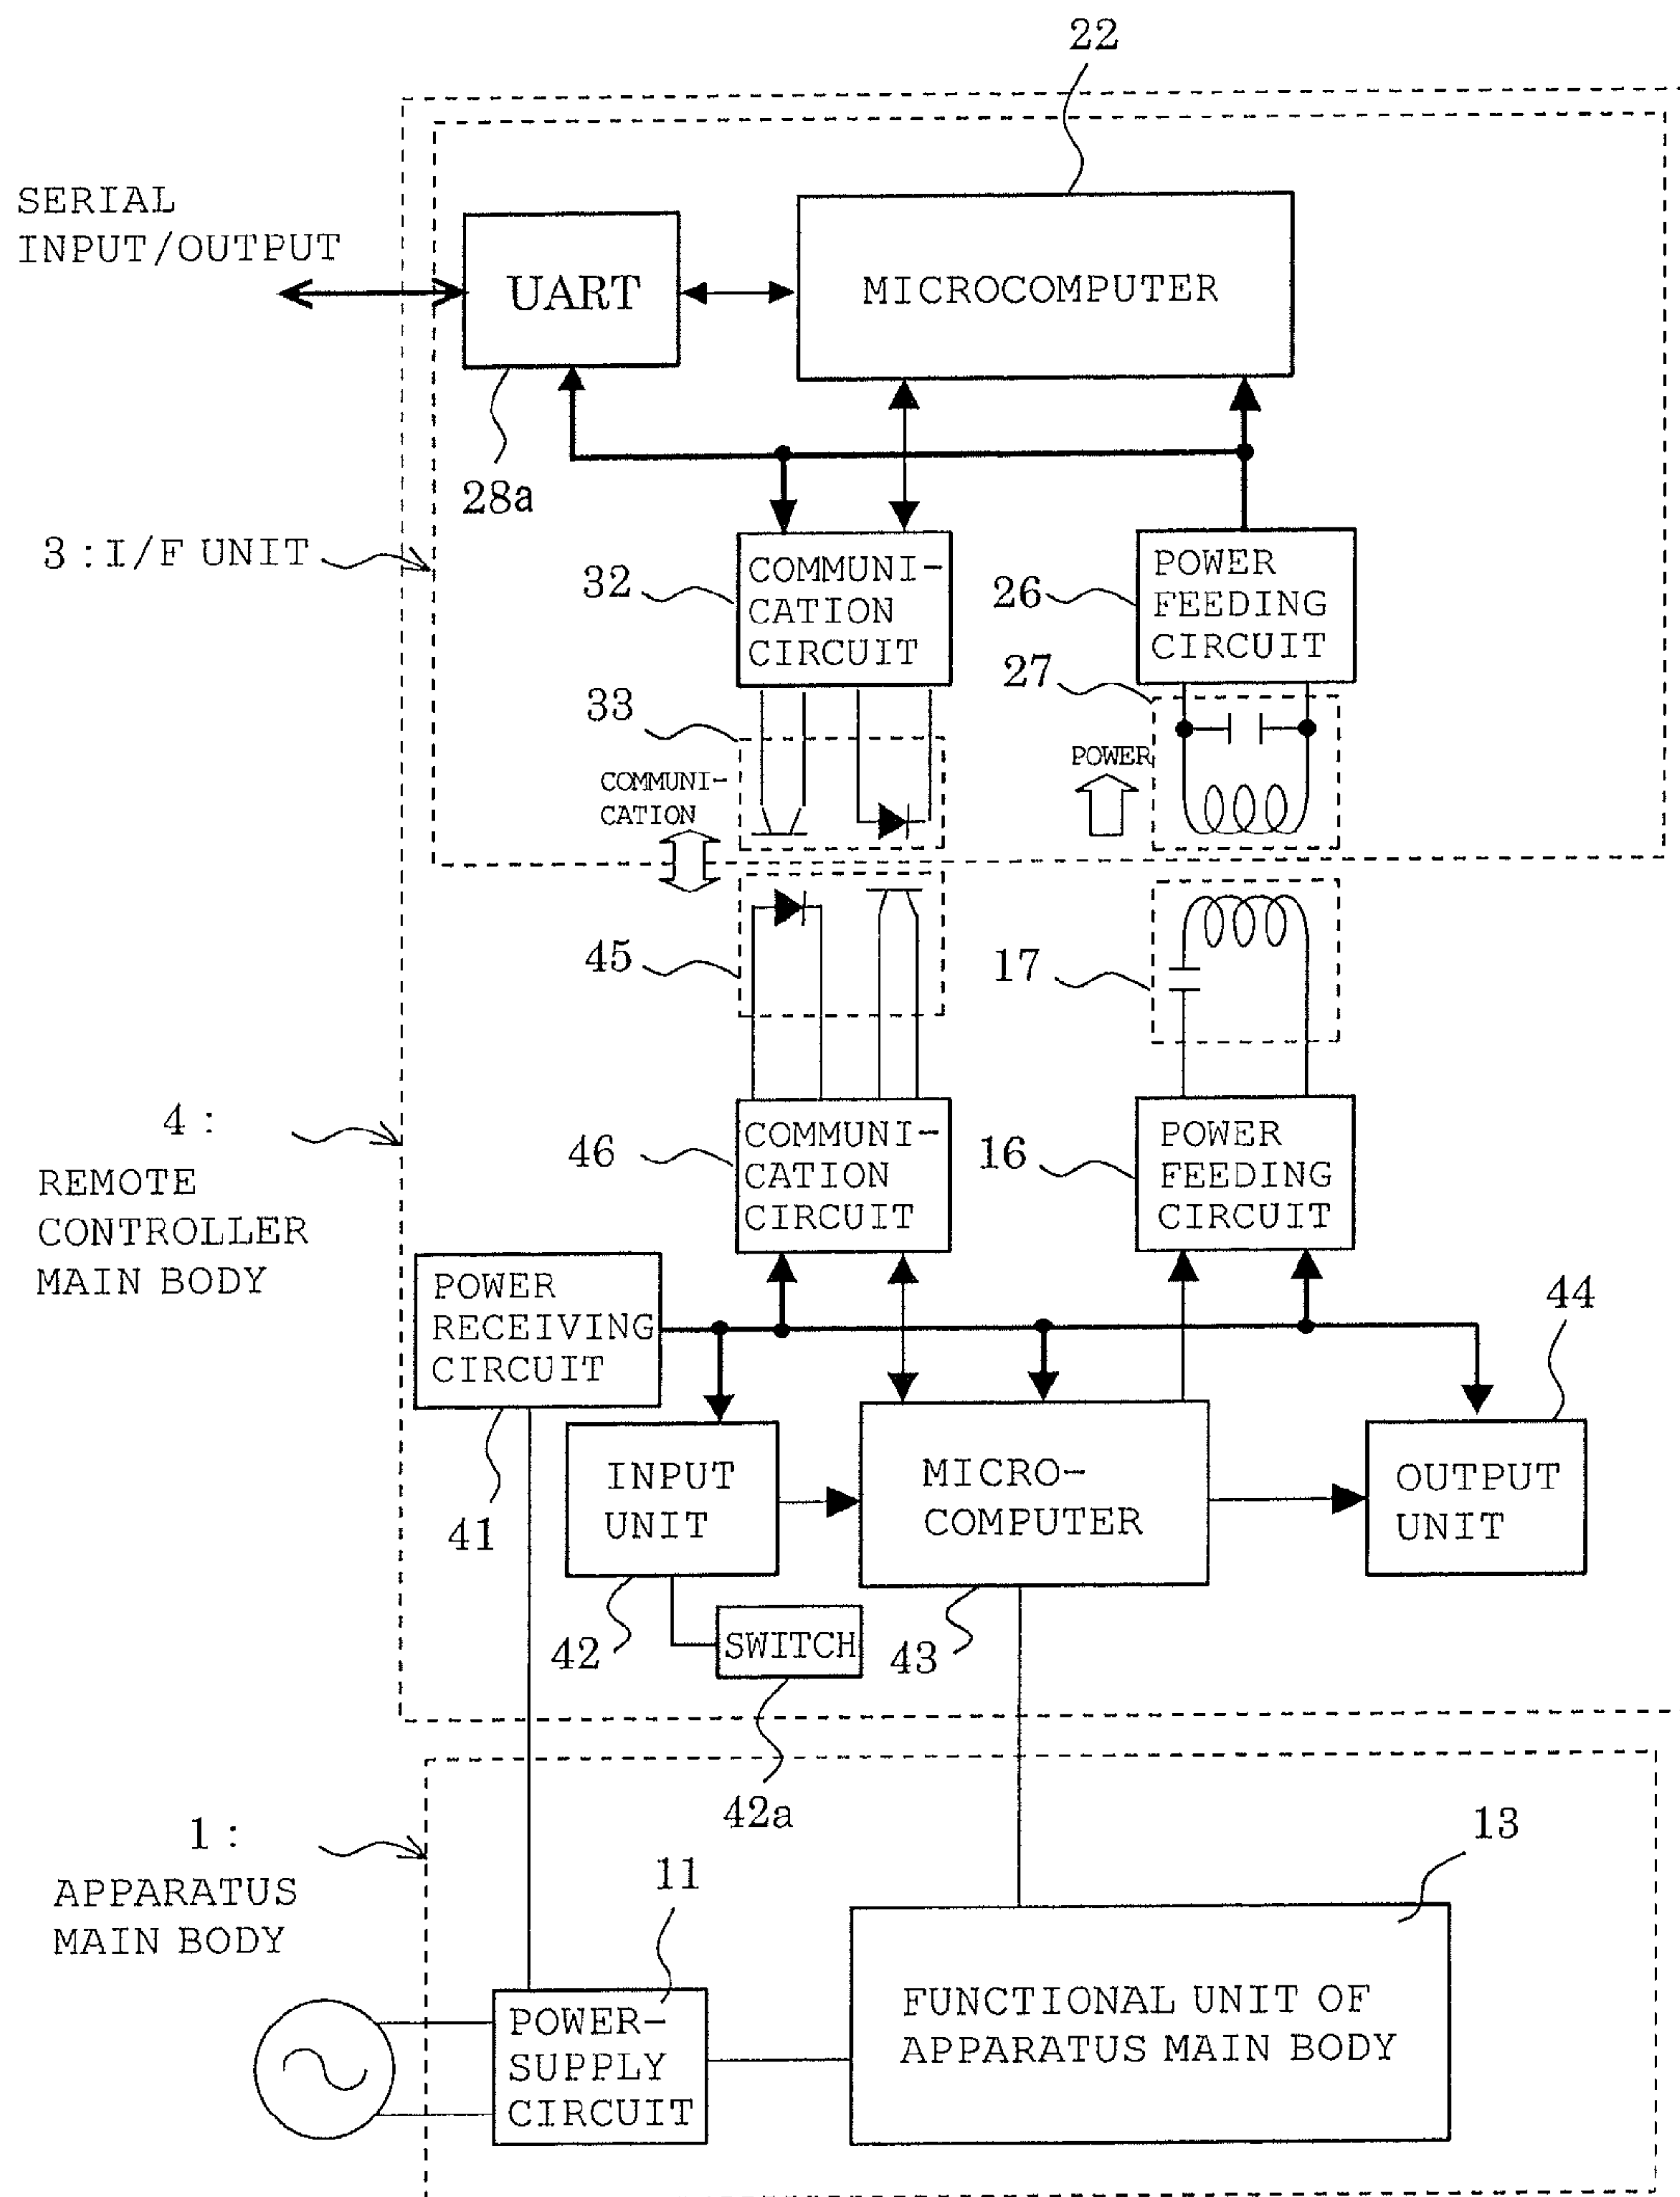 22
SERIAL
INPUT/OUTPUT
UART
MICROCOMPUTER
28a
3 : I/F UNIT
32
COMMUNI-
CATION
CIRCUIT
26
POWER
FEEDING
CIRCUIT
27
33
COMMUNI-
CATION
POWER
45
17
4 :
REMOTE
CONTROLLER
MAIN BODY
46
COMMUNI-
CATION
CIRCUIT
16
POWER
FEEDING
CIRCUIT
POWER
RECEIVING
CIRCUIT
44
41
INPUT
UNIT
MICRO-
COMPUTER
OUTPUT
UNIT
42
SWITCH
43
42a
1 :
APPARATUS
MAIN BODY
11
13
POWER-
SUPPLY
CIRCUIT
FUNCTIONAL UNIT OF
APPARATUS MAIN BODY